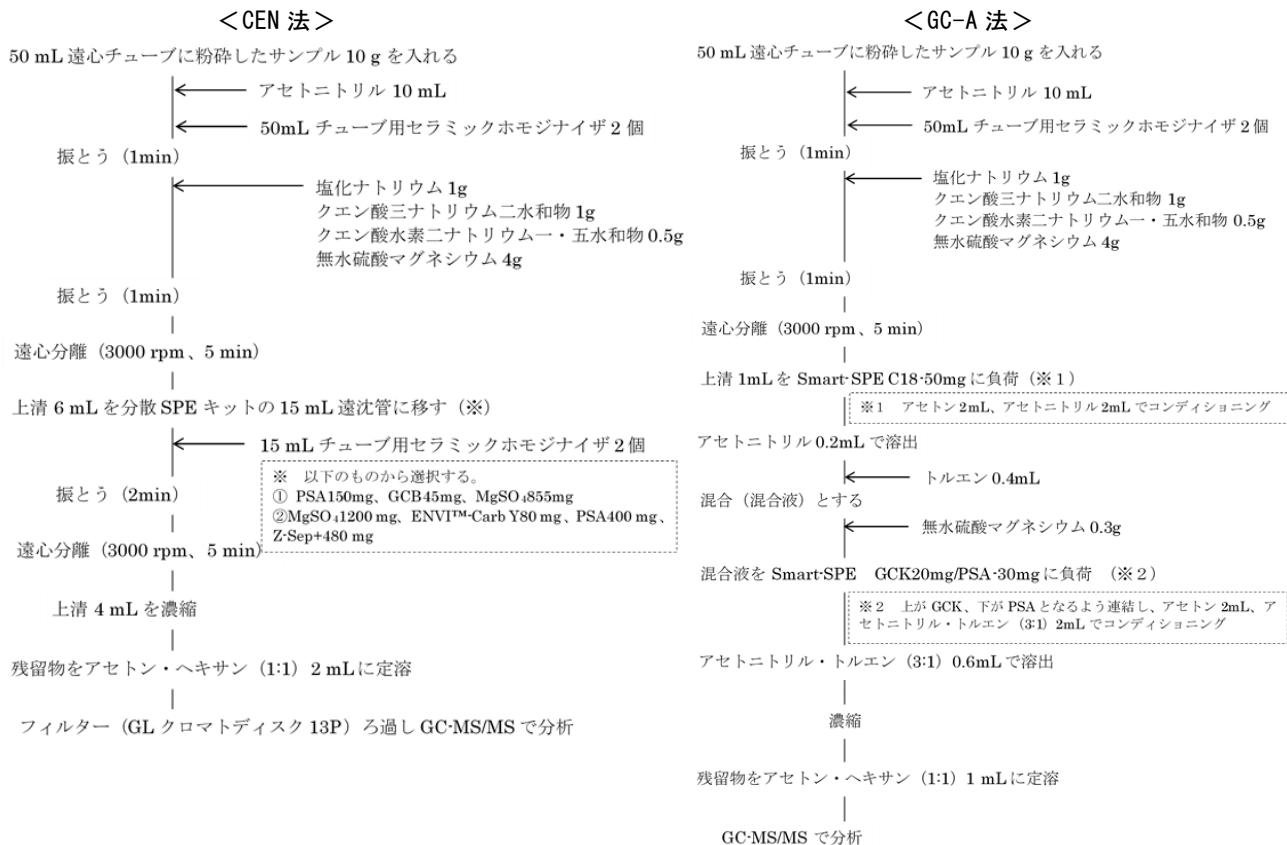 ＜CEN 法＞
50 mL 遠心チューブに粉砕したサンプル 10 g を入れる
アセトニトリル 10 mL
50mL チューブ用セラミックホモジナイザ 2 個
振とう（1min）
塩化ナトリウム 1g
クエン酸三ナトリウム二水和物 1g
クエン酸水素二ナトリウム一・五水和物 0.5g
無水硫酸マグネシウム 4g
振とう（1min）
遠心分離（3000 rpm、5 min）
上清 6 mL を分散 SPE キットの 15 mL 遠沈管に移す（※）
15 mL チューブ用セラミックホモジナイザ 2 個
※　以下のものから選択する。
① PSA150mg、GCB45mg、MgSO₄855mg
②MgSO₄1200 mg、ENVI™-Carb Y80 mg、PSA400 mg、
Z-Sep+480 mg
振とう（2min）
遠心分離（3000 rpm、5 min）
上清 4 mL を濃縮
残留物をアセトン・ヘキサン（1:1）2 mL に定溶
フィルター（GL クロマトディスク 13P）ろ過し GC-MS/MS で分析
＜GC-A 法＞
50 mL 遠心チューブに粉砕したサンプル 10 g を入れる
アセトニトリル 10 mL
50mL チューブ用セラミックホモジナイザ 2 個
振とう（1min）
塩化ナトリウム 1g
クエン酸三ナトリウム二水和物 1g
クエン酸水素二ナトリウム一・五水和物 0.5g
無水硫酸マグネシウム 4g
振とう（1min）
遠心分離（3000 rpm、5 min）
上清 1mL を Smart-SPE C18-50mg に負荷（※１）
※１　アセトン 2mL、アセトニトリル 2mL でコンディショニング
アセトニトリル 0.2mL で溶出
トルエン 0.4mL
混合（混合液）とする
無水硫酸マグネシウム 0.3g
混合液を Smart-SPE　GCK20mg/PSA-30mg に負荷　（※２）
※２　上が GCK、下が PSA となるよう連結し、アセトン 2mL、ア
セトニトリル・トルエン（3:1）2mL でコンディショニング
アセトニトリル・トルエン（3:1）0.6mL で溶出
濃縮
残留物をアセトン・ヘキサン（1:1）1 mL に定溶
GC-MS/MS で分析